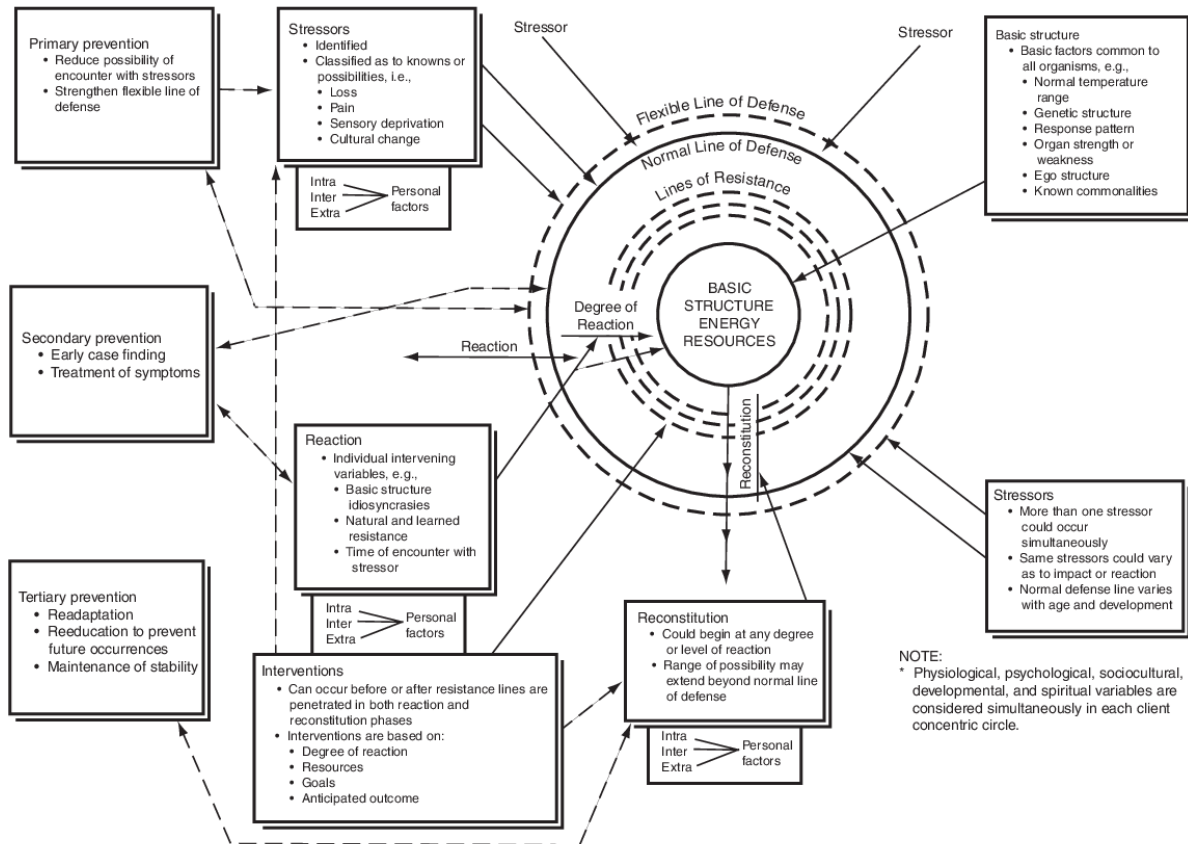 Primary prevention
• Reduce possibility of
encounter with stressors
• Strengthen flexible line of
defense
Stressors
• Identified
• Classified as to knowns or
possibilities, i.e.,
• Loss
• Pain
• Sensory deprivation
• Cultural change
Intra
Inter
Extra
Personal
factors
Stressor
Stressor
Basic structure
• Basic factors common to
all organisms, e.g.,
• Normal temperature
range
• Genetic structure
• Response pattern
• Organ strength or
weakness
• Ego structure
• Known commonalities
Flexible Line of Defense
Normal Line of Defense
Lines of Resistance
BASIC
STRUCTURE
ENERGY
RESOURCES
Degree of
Reaction
Reaction
Reconstitution
Secondary prevention
• Early case finding
• Treatment of symptoms
Reaction
• Individual intervening
variables, e.g.,
• Basic structure
idiosyncrasies
• Natural and learned
resistance
• Time of encounter with
stressor
Intra
Inter
Extra
Personal
factors
Stressors
• More than one stressor
could occur
simultaneously
• Same stressors could vary
as to impact or reaction
• Normal defense line varies
with age and development
Tertiary prevention
• Readaptation
• Reeducation to prevent
future occurrences
• Maintenance of stability
Interventions
• Can occur before or after resistance lines are
penetrated in both reaction and
reconstitution phases
• Interventions are based on:
• Degree of reaction
• Resources
• Goals
• Anticipated outcome
Reconstitution
• Could begin at any degree
or level of reaction
• Range of possibility may
extend beyond normal line
of defense
Intra
Inter
Extra
Personal
factors
NOTE:
* Physiological, psychological, sociocultural,
developmental, and spiritual variables are
considered simultaneously in each client
concentric circle.